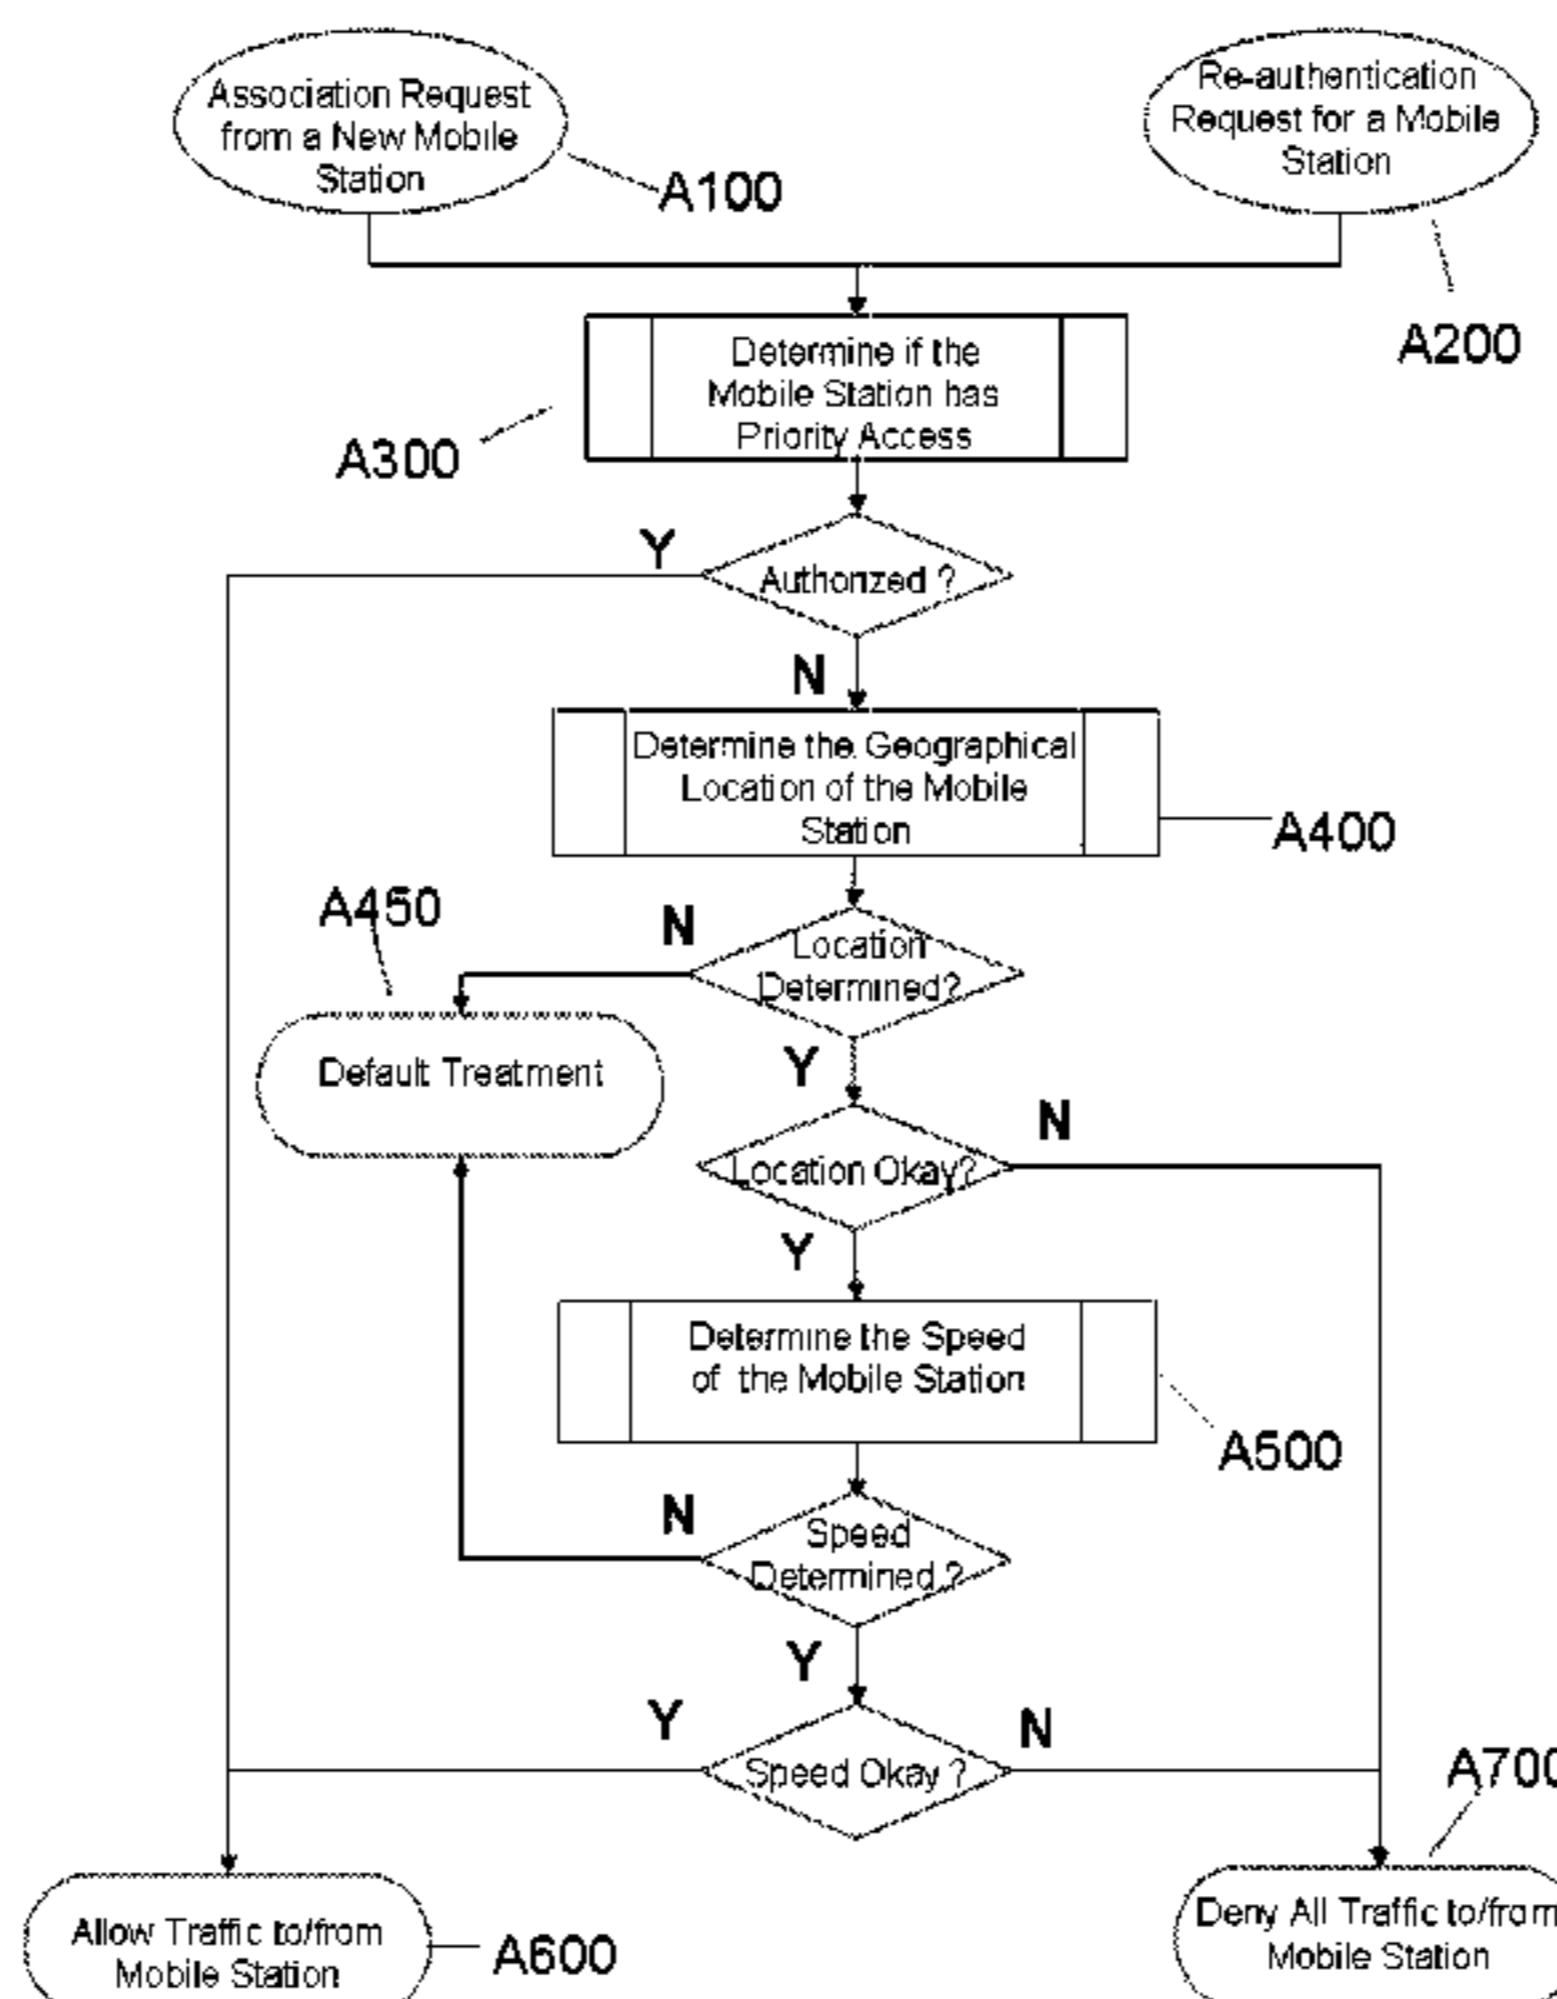 Association Request
from a New Mobile
Station
A100
Re-authentication
Request for a Mobile
Station
A200
Determine if the
Mobile Station has
Priority Access
A300
Y
Authorized ?
N
Determine the Geographical
Location of the Mobile
Station
A400
A450
N
Location
Determined?
Default Treatment
Y
N
Location Okay?
Y
Determine the Speed
of the Mobile Station
A500
N
Speed
Determined ?
Y
Y
N
Speed Okay ?
A700
Allow Traffic to/from
Mobile Station
A600
Deny All Traffic to/from
Mobile Station